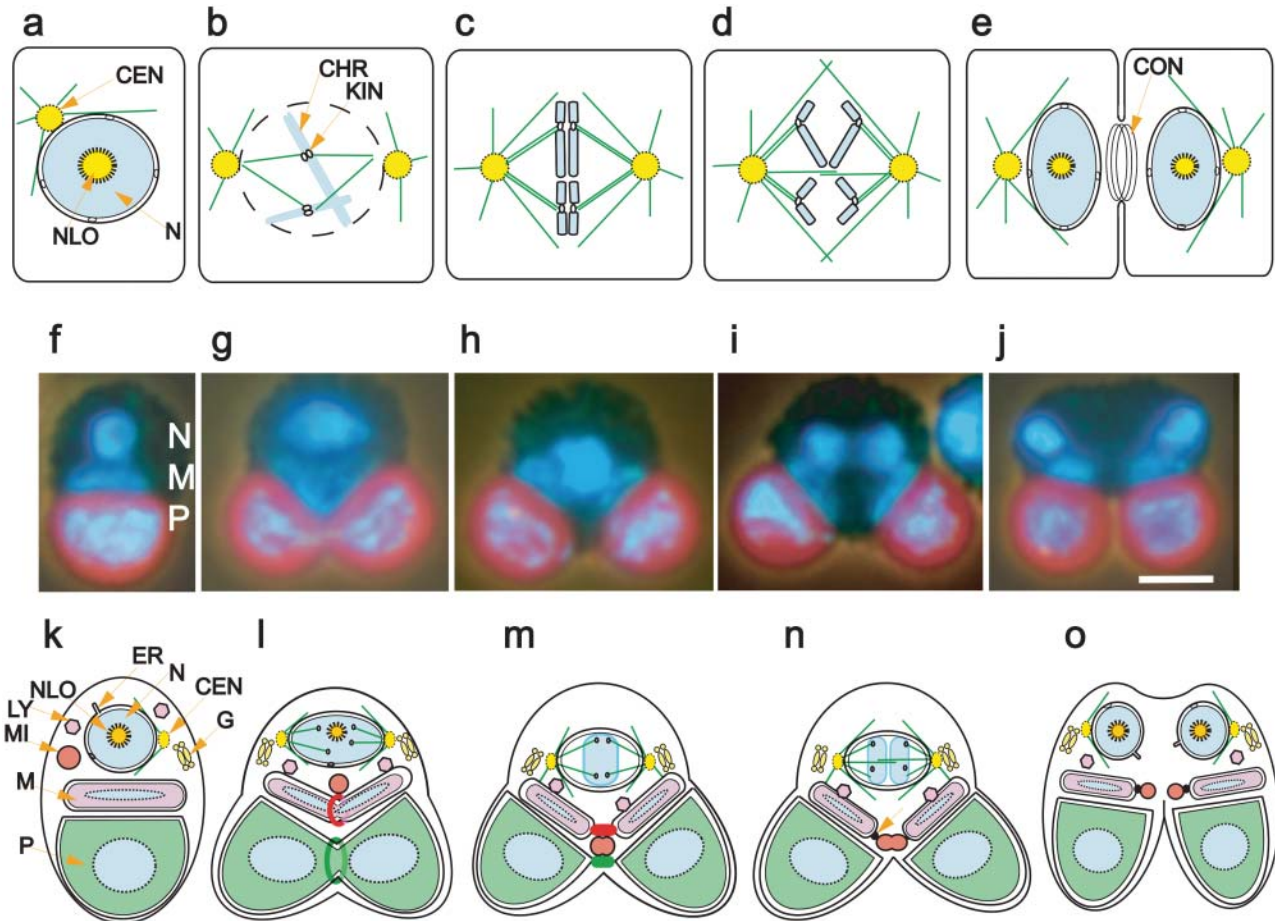 a b c d e
CEN
CHR
KIN
CON
NLO N
f g h i j
N
M
P
k l m n o
ER
N
NLO CEN
LY G
MI
M
P